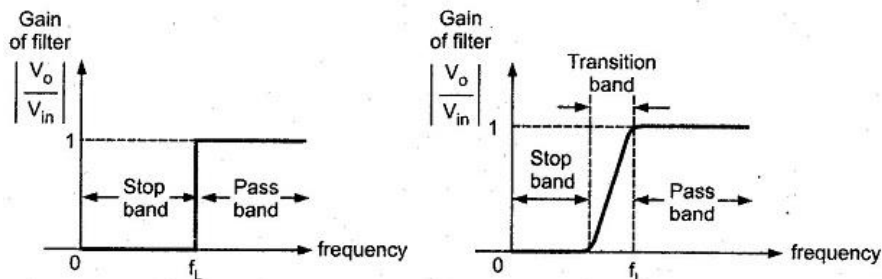 Gain
of filter
|Vo/Vin|
1
Stop
band
Pass
band
0
fL
frequency
Gain
of filter
|Vo/Vin|
Transition
band
1
Stop
band
Pass
band
0
fL
frequency